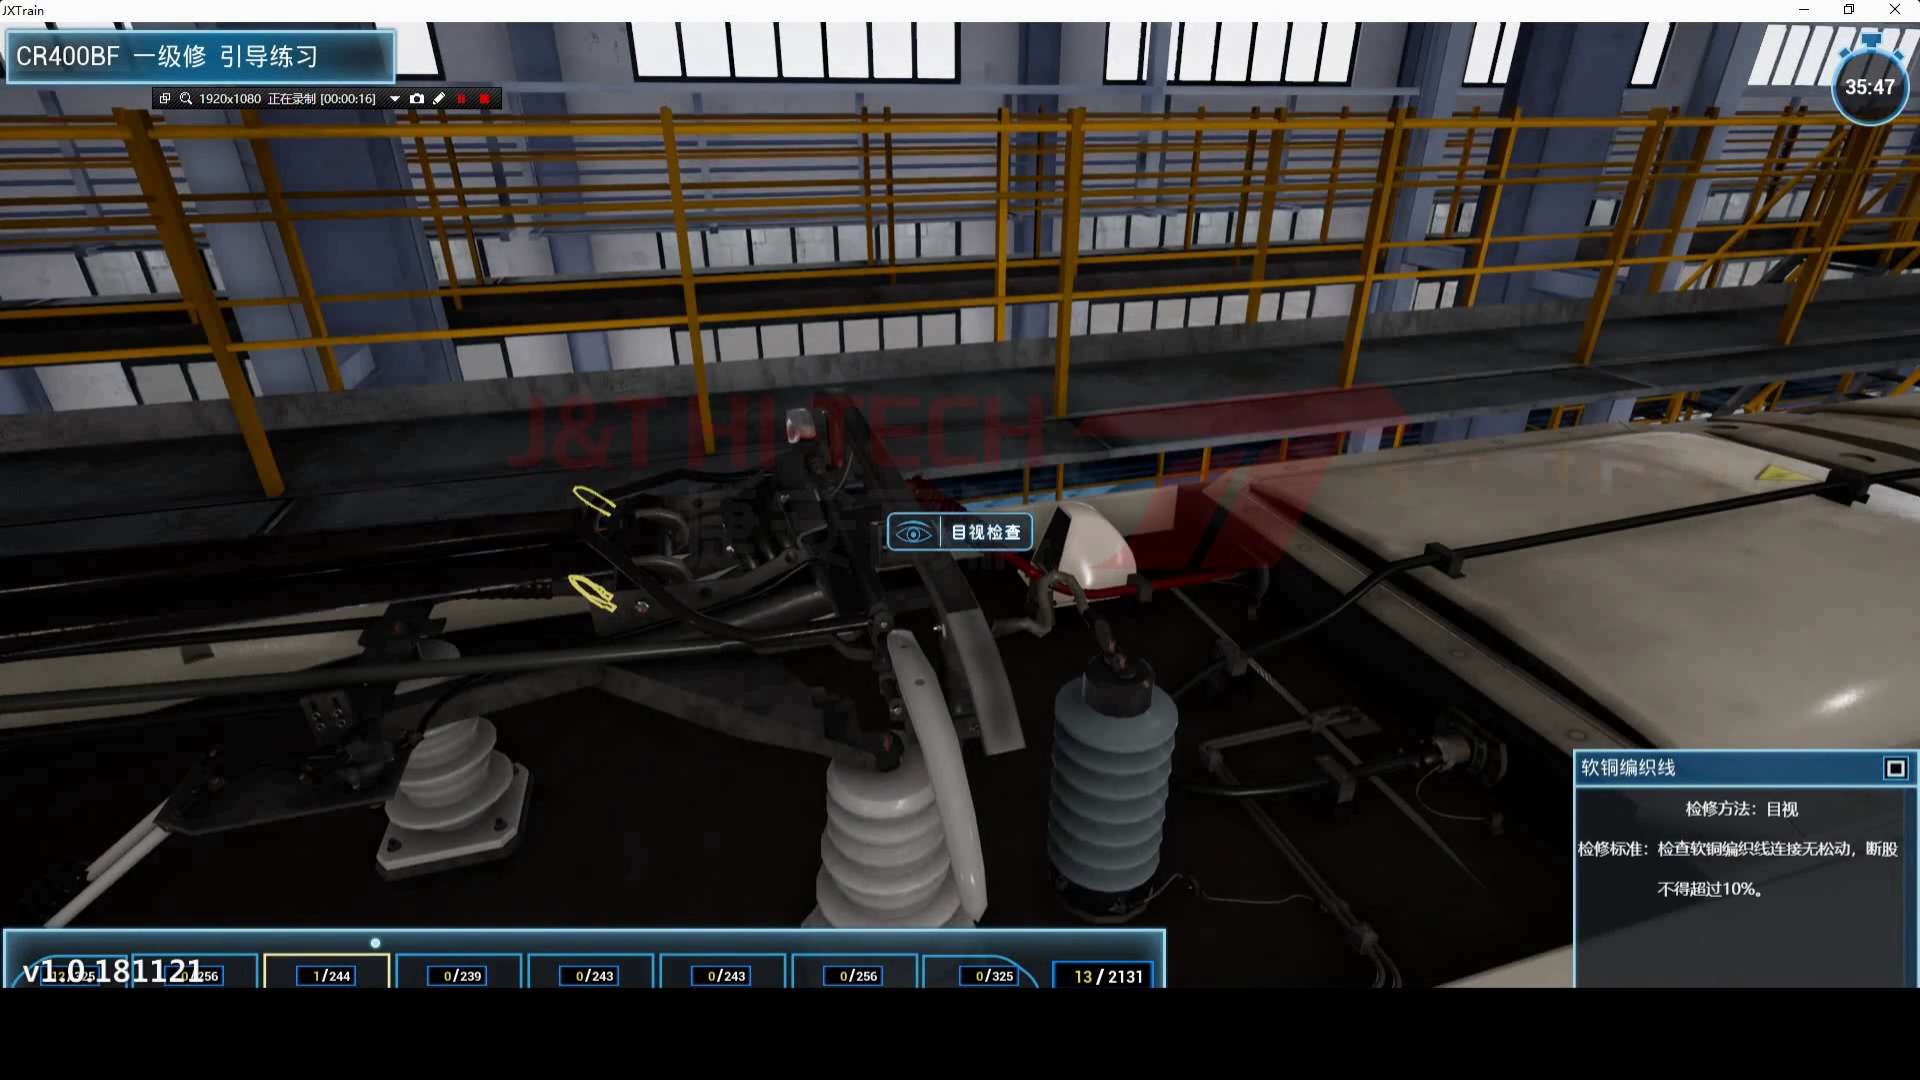 JXTrain
CR400BF 一级修 引导练习
1920x1080 正在录制 [00:00:16]
35:47
J&T HI-TECH
目视检查
软铜编织线
检修方法：目视
检修标准：检查软铜编织线连接无松动，断股
不得超过10%。
v1.0.181121
12/325 0/256 1/244 0/239 0/243 0/243 0/256 0/325 13/2131